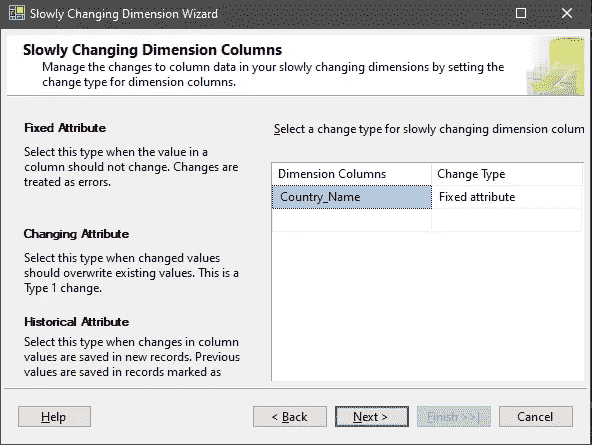 Slowly Changing Dimension Wizard
Slowly Changing Dimension Columns
Manage the changes to column data in your slowly changing dimensions by setting the
change type for dimension columns.
Fixed Attribute
Select this type when the value in a
column should not change. Changes are
treated as errors.
Changing Attribute
Select this type when changed values
should overwrite existing values. This is a
Type 1 change.
Historical Attribute
Select this type when changes in column
values are saved in new records. Previous
values are saved in records marked as
Select a change type for slowly changing dimension colum
Dimension Columns Change Type
Country_Name Fixed attribute
Help < Back Next > Finish >>| Cancel